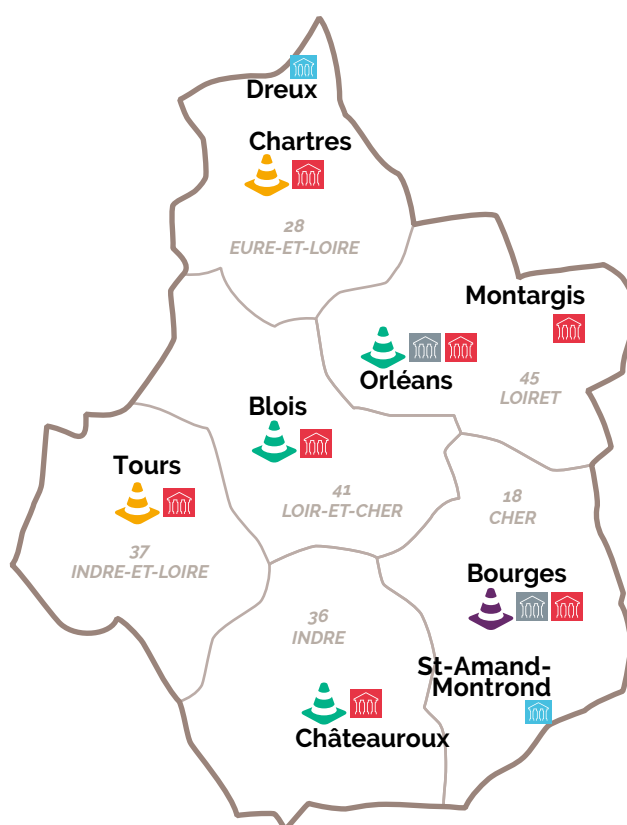 Dreux
Chartres
28
EURE-ET-LOIRE
Montargis
Orléans
45
LOIRET
Blois
Tours
41
LOIR-ET-CHER
18
CHER
37
INDRE-ET-LOIRE
Bourges
36
INDRE
St-Amand-
Montrond
Châteauroux